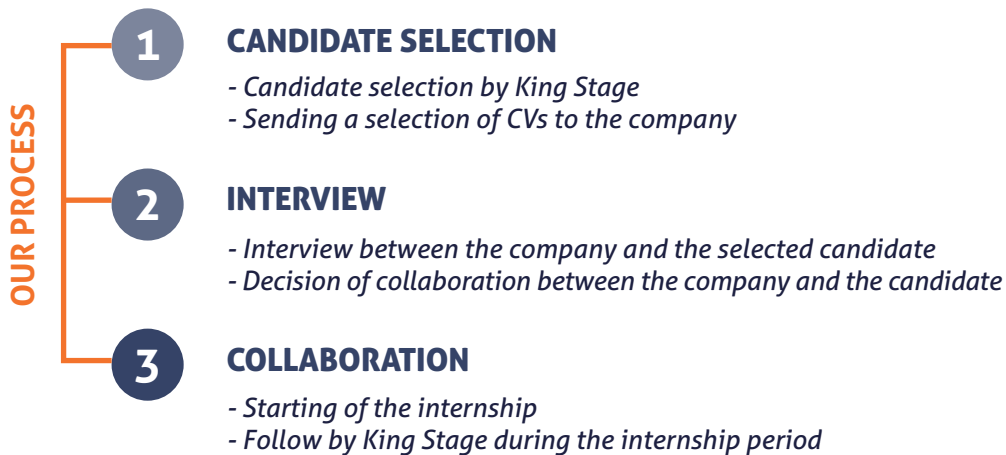 OUR PROCESS
1
CANDIDATE SELECTION
- Candidate selection by King Stage
- Sending a selection of CVs to the company
2
INTERVIEW
- Interview between the company and the selected candidate
- Decision of collaboration between the company and the candidate
3
COLLABORATION
- Starting of the internship
- Follow by King Stage during the internship period